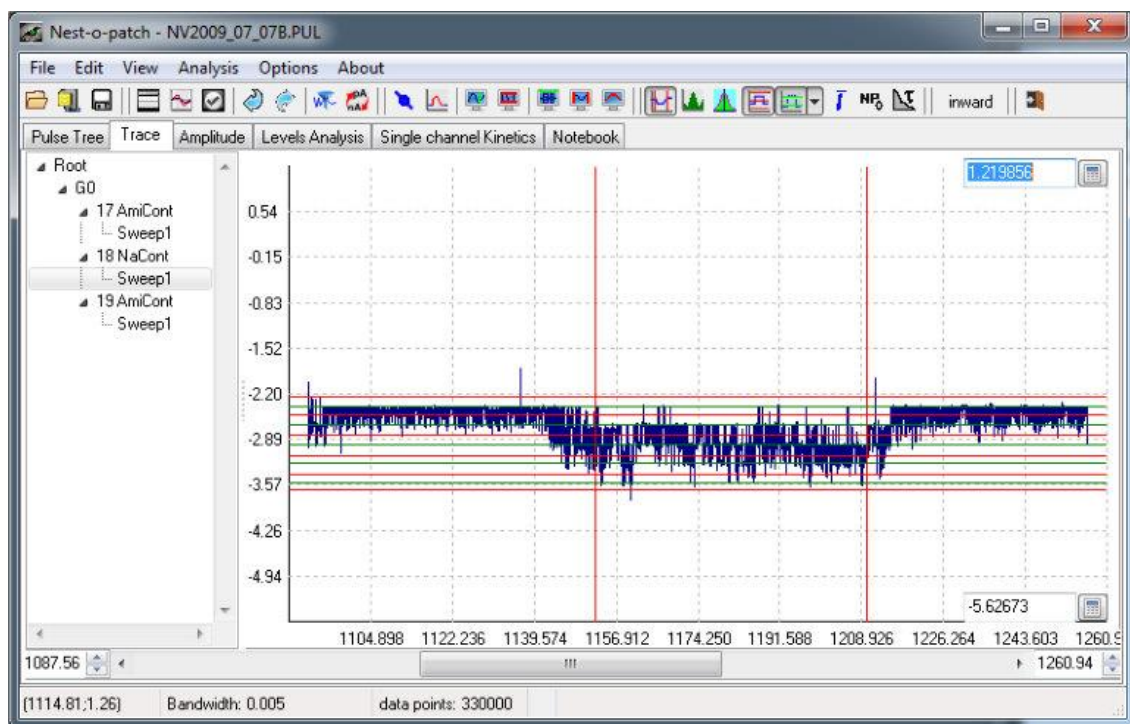 Nest-o-patch - NV2009_07_07B.PUL
File Edit View Analysis Options About
NP₀ inward
Pulse Tree Trace Amplitude Levels Analysis Single channel Kinetics Notebook
Root
G0
17 AmiCont
Sweep1
18 NaCont
Sweep1
19 AmiCont
Sweep1
1.219856
0.54
-0.15
-0.83
-1.52
-2.20
-2.89
-3.57
-4.26
-4.94
-5.62673
1104.898 1122.236 1139.574 1156.912 1174.250 1191.588 1208.926 1226.264 1243.603 1260.9
1087.56 1260.94
(1114.81;1.26) Bandwidth: 0.005 data points: 330000